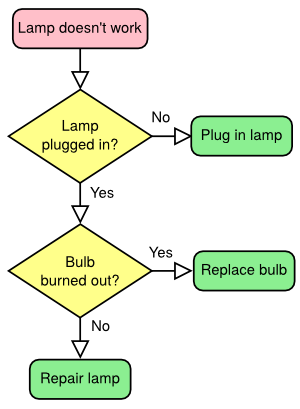 Lamp doesn't work
Lamp
plugged in?
No
Plug in lamp
Yes
Bulb
burned out?
Yes
Replace bulb
No
Repair lamp